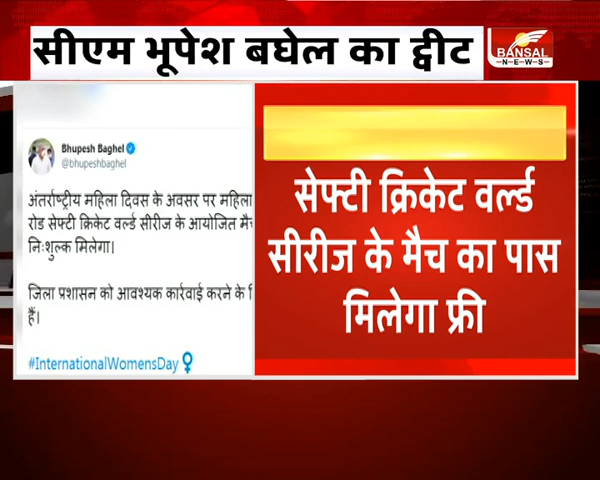 सीएम भूपेश बघेल का ट्वीट
BANSAL
NEWS
Bhupesh Baghel
@bhupeshbaghel
अंतर्राष्ट्रीय महिला दिवस के अवसर पर महिला
रोड सेफ्टी क्रिकेट वर्ल्ड सीरीज के आयोजित
निःशुल्क मिलेगा।
जिला प्रशासन को आवश्यक कार्रवाई करने के
हैं।
#InternationalWomensDay
सेफ्टी क्रिकेट वर्ल्ड
सीरीज के मैच का पास
मिलेगा फ्री